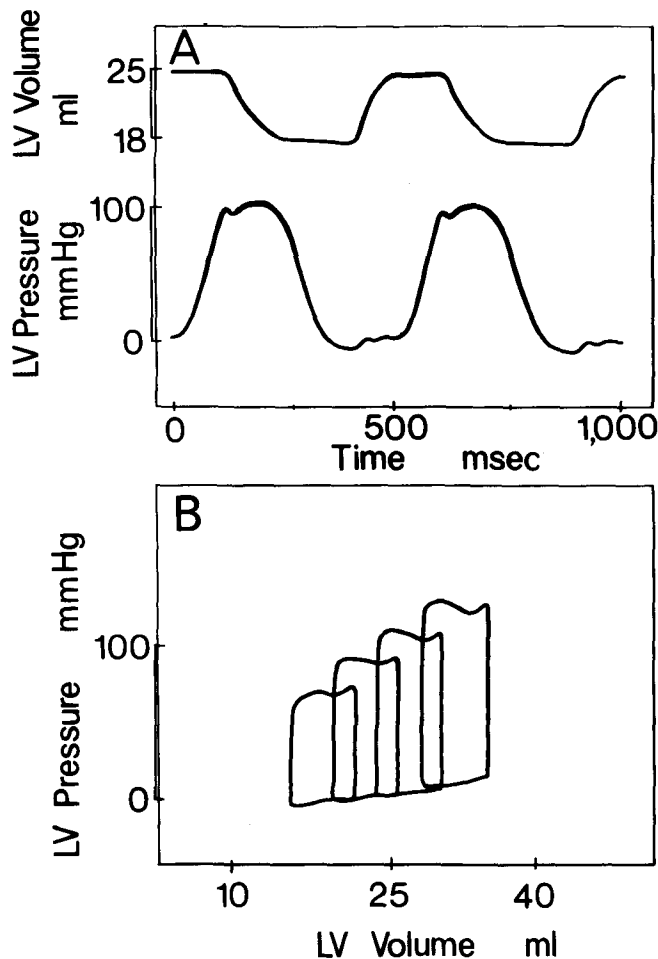 A
LV Volume
ml
25
18
LV Pressure
mmHg
100
0
0 500 1,000
Time msec
B
LV Pressure mmHg
100
0
10 25 40
LV Volume ml